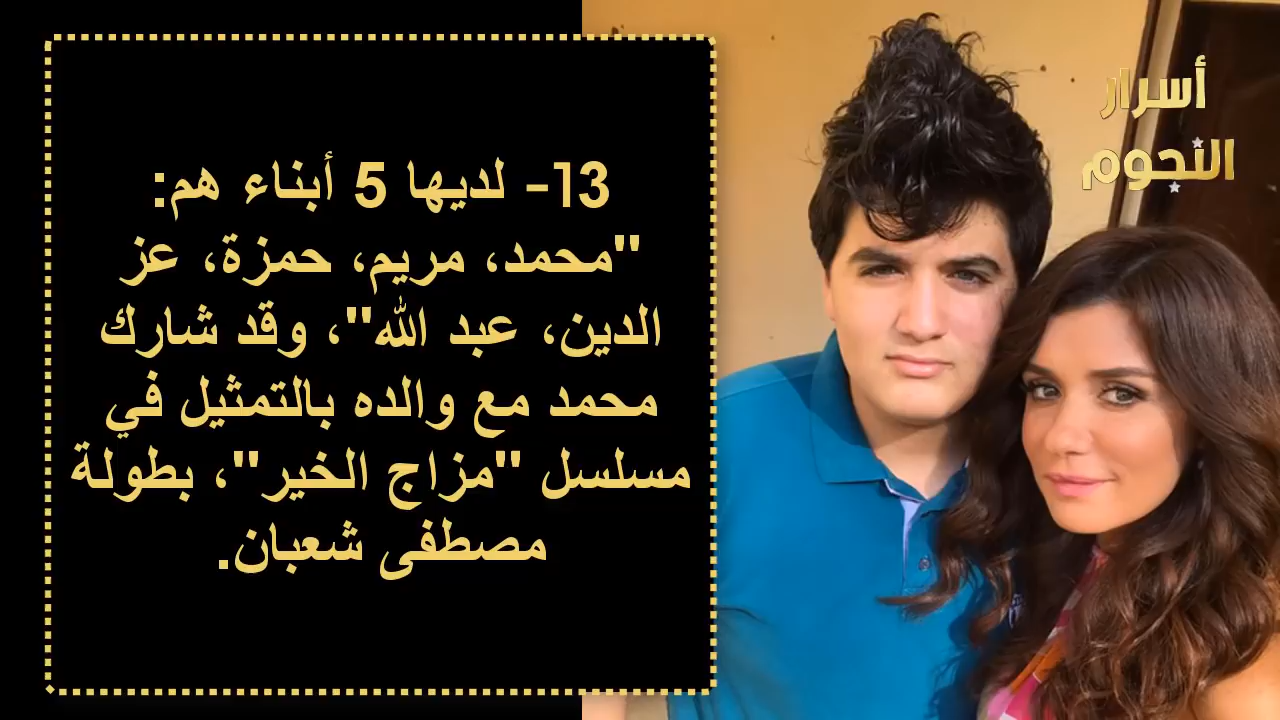 13- لديها 5 أبناء هم:
"محمد، مريم، حمزة، عز
الدين، عبد الله"، وقد شارك
محمد مع والده بالتمثيل في
مسلسل "مزاج الخير"، بطولة
مصطفى شعبان.
أسرار
النجوم